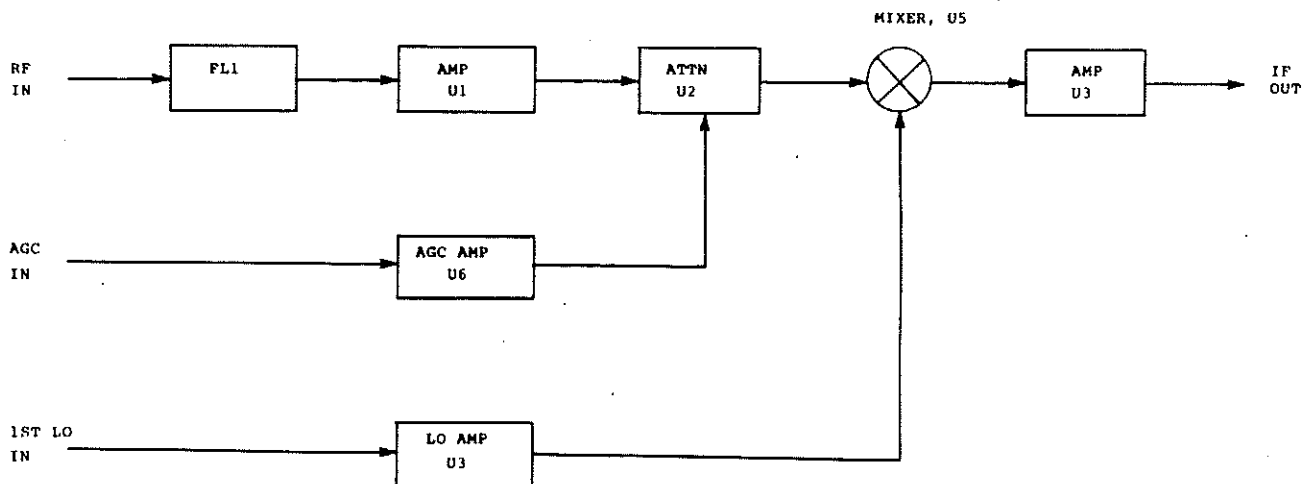 MIXER, U5
RF
IN
FL1
AMP
U1
ATTN
U2
AMP
U3
IF
OUT
AGC
IN
AGC AMP
U6
1ST LO
IN
LO AMP
U3